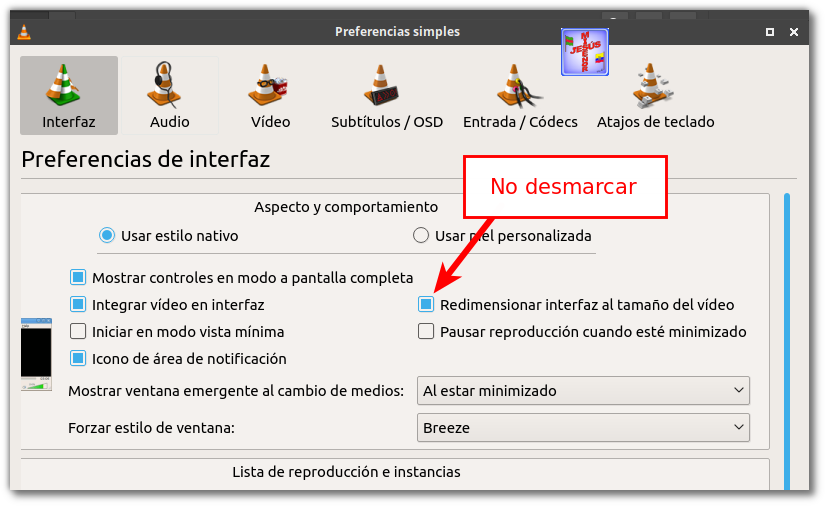 Preferencias simples
JESÚS
Interfaz
Audio
Vídeo
Subtítulos / OSD
Entrada / Códecs
Atajos de teclado
Preferencias de interfaz
No desmarcar
Aspecto y comportamiento
Usar estilo nativo
Usar piel personalizada
Mostrar controles en modo a pantalla completa
Integrar vídeo en interfaz
Redimensionar interfaz al tamaño del vídeo
Iniciar en modo vista mínima
Pausar reproducción cuando esté minimizado
Icono de área de notificación
Mostrar ventana emergente al cambio de medios:
Al estar minimizado
Forzar estilo de ventana:
Breeze
Lista de reproducción e instancias